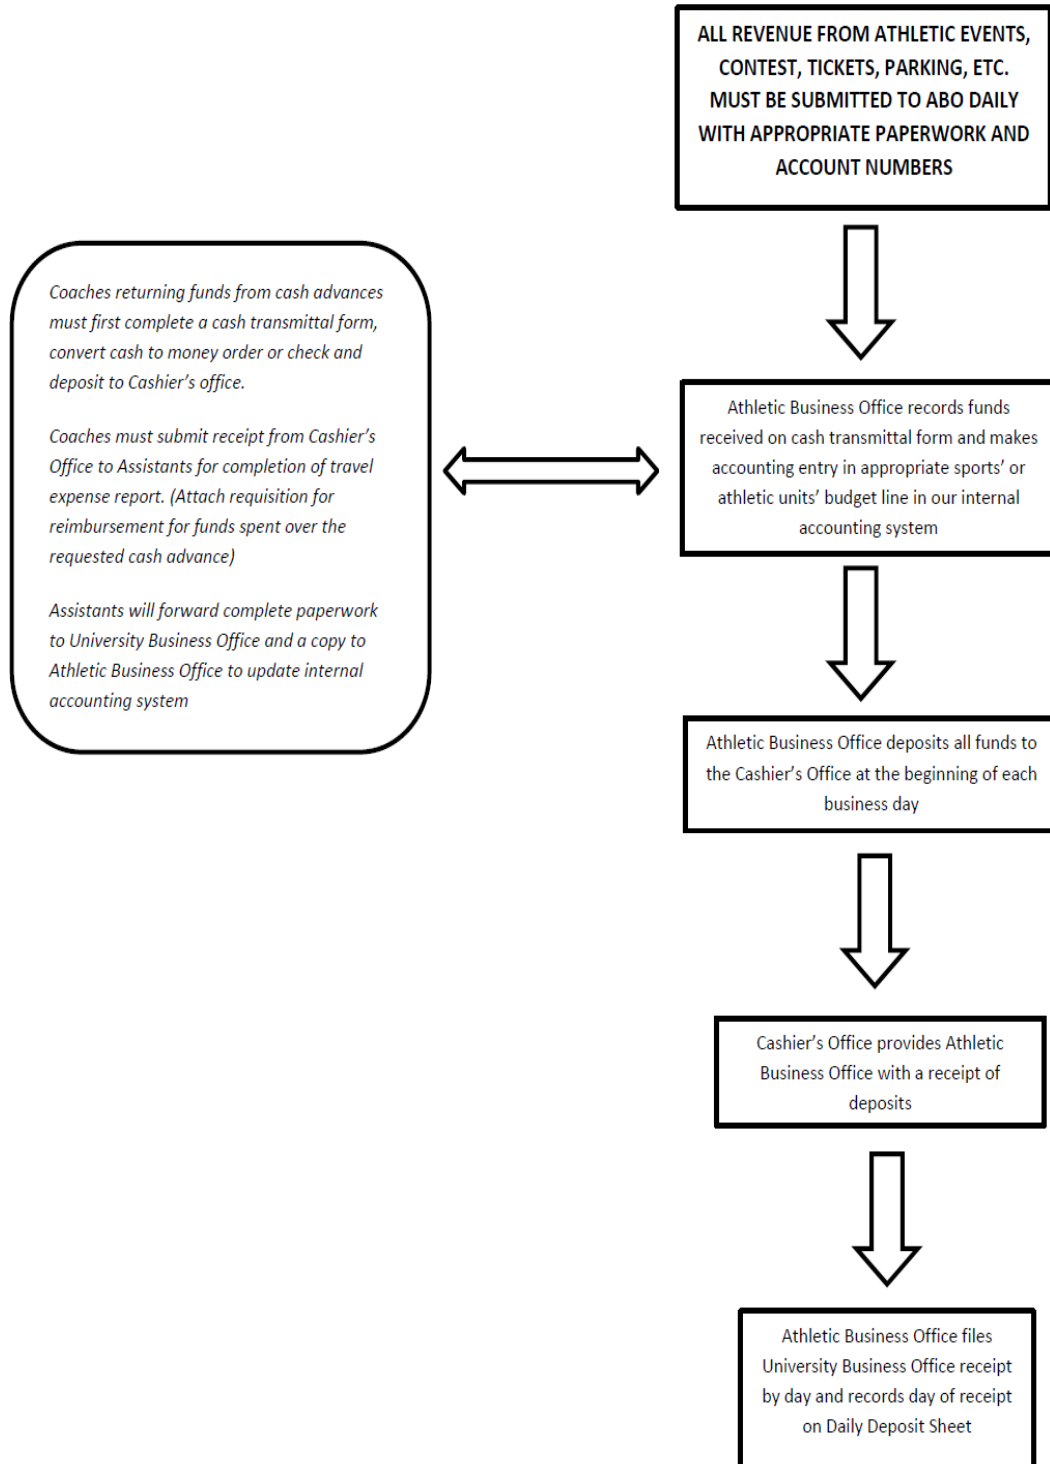 ALL REVENUE FROM ATHLETIC EVENTS,
CONTEST, TICKETS, PARKING, ETC.
MUST BE SUBMITTED TO ABO DAILY
WITH APPROPRIATE PAPERWORK AND
ACCOUNT NUMBERS
Coaches returning funds from cash advances
must first complete a cash transmittal form,
convert cash to money order or check and
deposit to Cashier's office.
Coaches must submit receipt from Cashier's
Office to Assistants for completion of travel
expense report. (Attach requisition for
reimbursement for funds spent over the
requested cash advance)
Assistants will forward complete paperwork
to University Business Office and a copy to
Athletic Business Office to update internal
accounting system
Athletic Business Office records funds
received on cash transmittal form and makes
accounting entry in appropriate sports' or
athletic units' budget line in our internal
accounting system
Athletic Business Office deposits all funds to
the Cashier's Office at the beginning of each
business day
Cashier's Office provides Athletic
Business Office with a receipt of
deposits
Athletic Business Office files
University Business Office receipt
by day and records day of receipt
on Daily Deposit Sheet